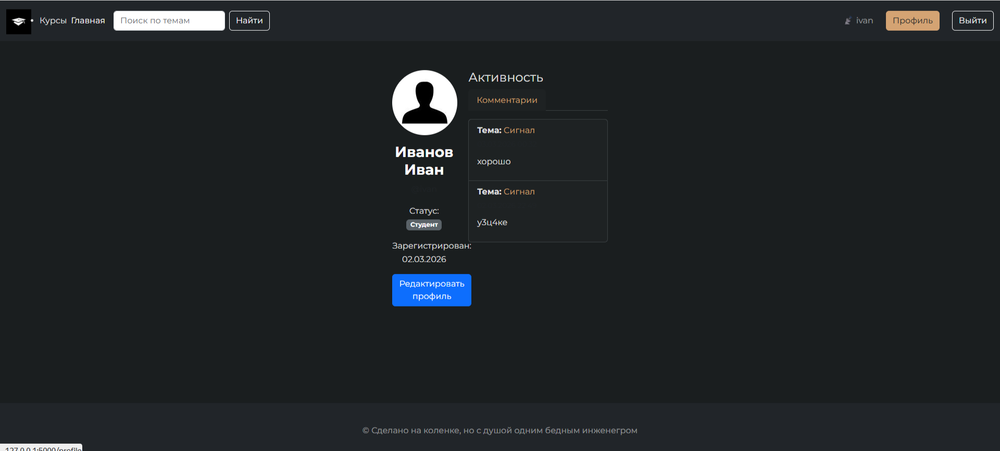 Курсы Главная Поиск по темам Найти ivan Профиль Выйти
Активность
Комментарии
Тема: Сигнал
хорошо
Тема: Сигнал
у3ц4ке
Иванов
Иван
Статус:
Студент
Зарегистрирован:
02.03.2026
Редактировать
профиль
© Сделано на коленке, но с душой одним бедным инженегром
127.0.0.1:5000/profile